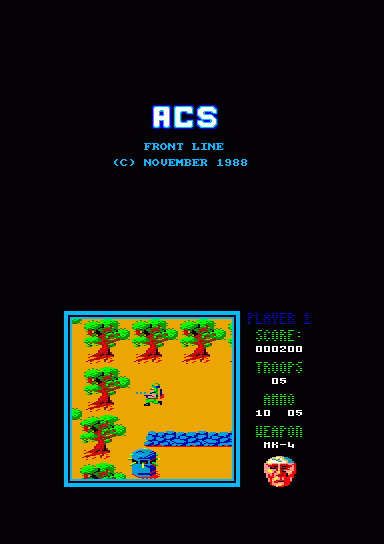 ACS
FRONT LINE
(C) NOVEMBER 1988
PLAYER 1
SCORE:
000200
TROOPS
05
AMMO
10 05
WEAPON
MK-4